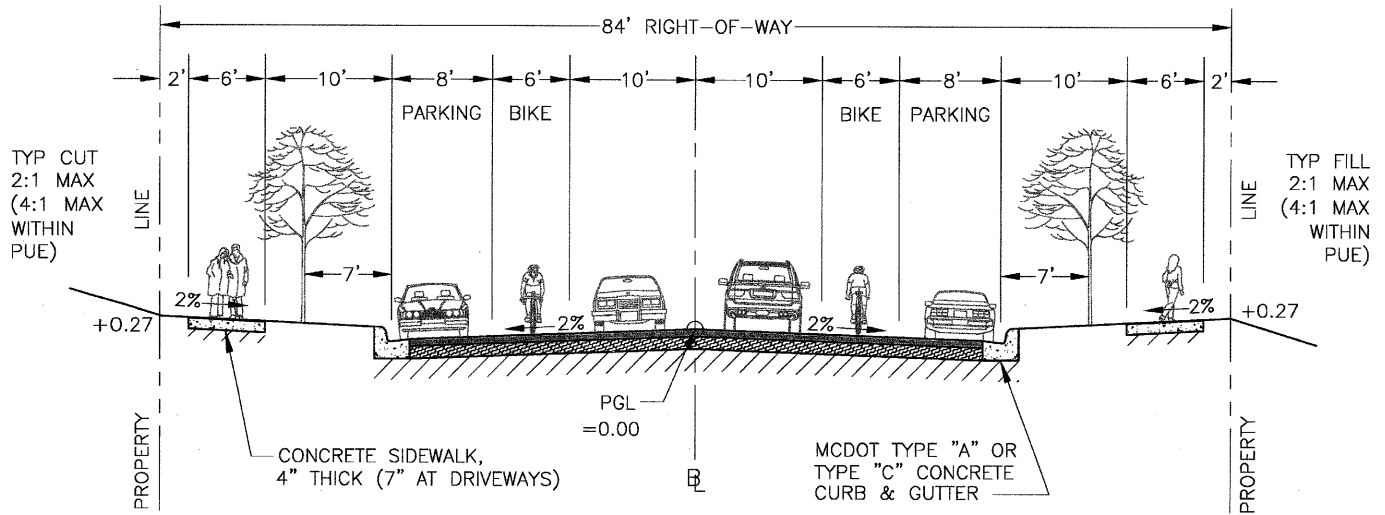 84' RIGHT-OF-WAY
2' 6' 10' 8' 6' 10' 10' 6' 8' 10' 6' 2'
PARKING BIKE BIKE PARKING
TYP CUT
2:1 MAX
(4:1 MAX
WITHIN
PUE)
LINE
PROPERTY
TYP FILL
2:1 MAX
(4:1 MAX
WITHIN
PUE)
LINE
PROPERTY
7' 7'
2% 2% 2% 2%
+0.27 +0.27
PGL
=0.00
CONCRETE SIDEWALK,
4" THICK (7" AT DRIVEWAYS)
BL
MCDOT TYPE "A" OR
TYPE "C" CONCRETE
CURB & GUTTER